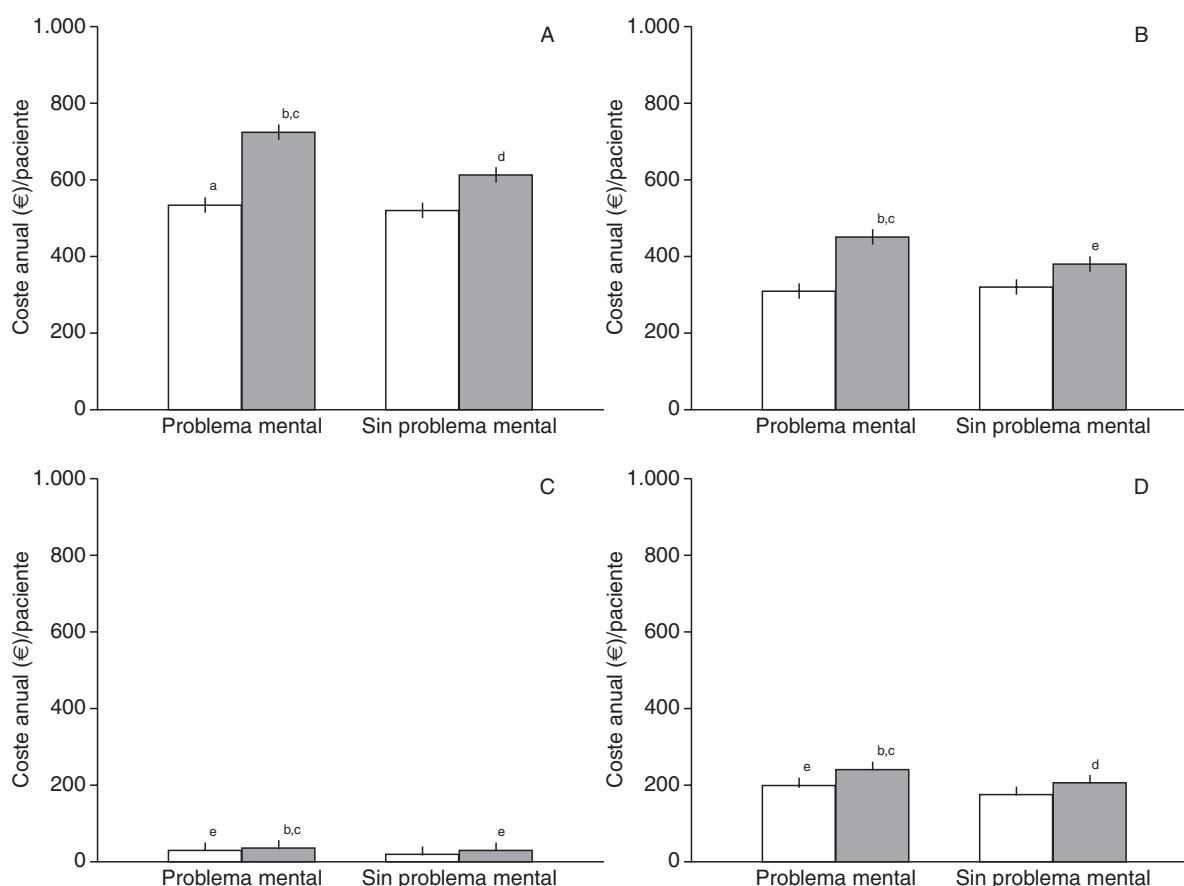 A
Coste anual (€)/paciente
1.000
800
600
400
200
0
a
b,c
d
Problema mental
Sin problema mental
B
Coste anual (€)/paciente
1.000
800
600
400
200
0
b,c
e
Problema mental
Sin problema mental
C
Coste anual (€)/paciente
1.000
800
600
400
200
0
e
b,c
e
Problema mental
Sin problema mental
D
Coste anual (€)/paciente
1.000
800
600
400
200
0
e
b,c
d
Problema mental
Sin problema mental